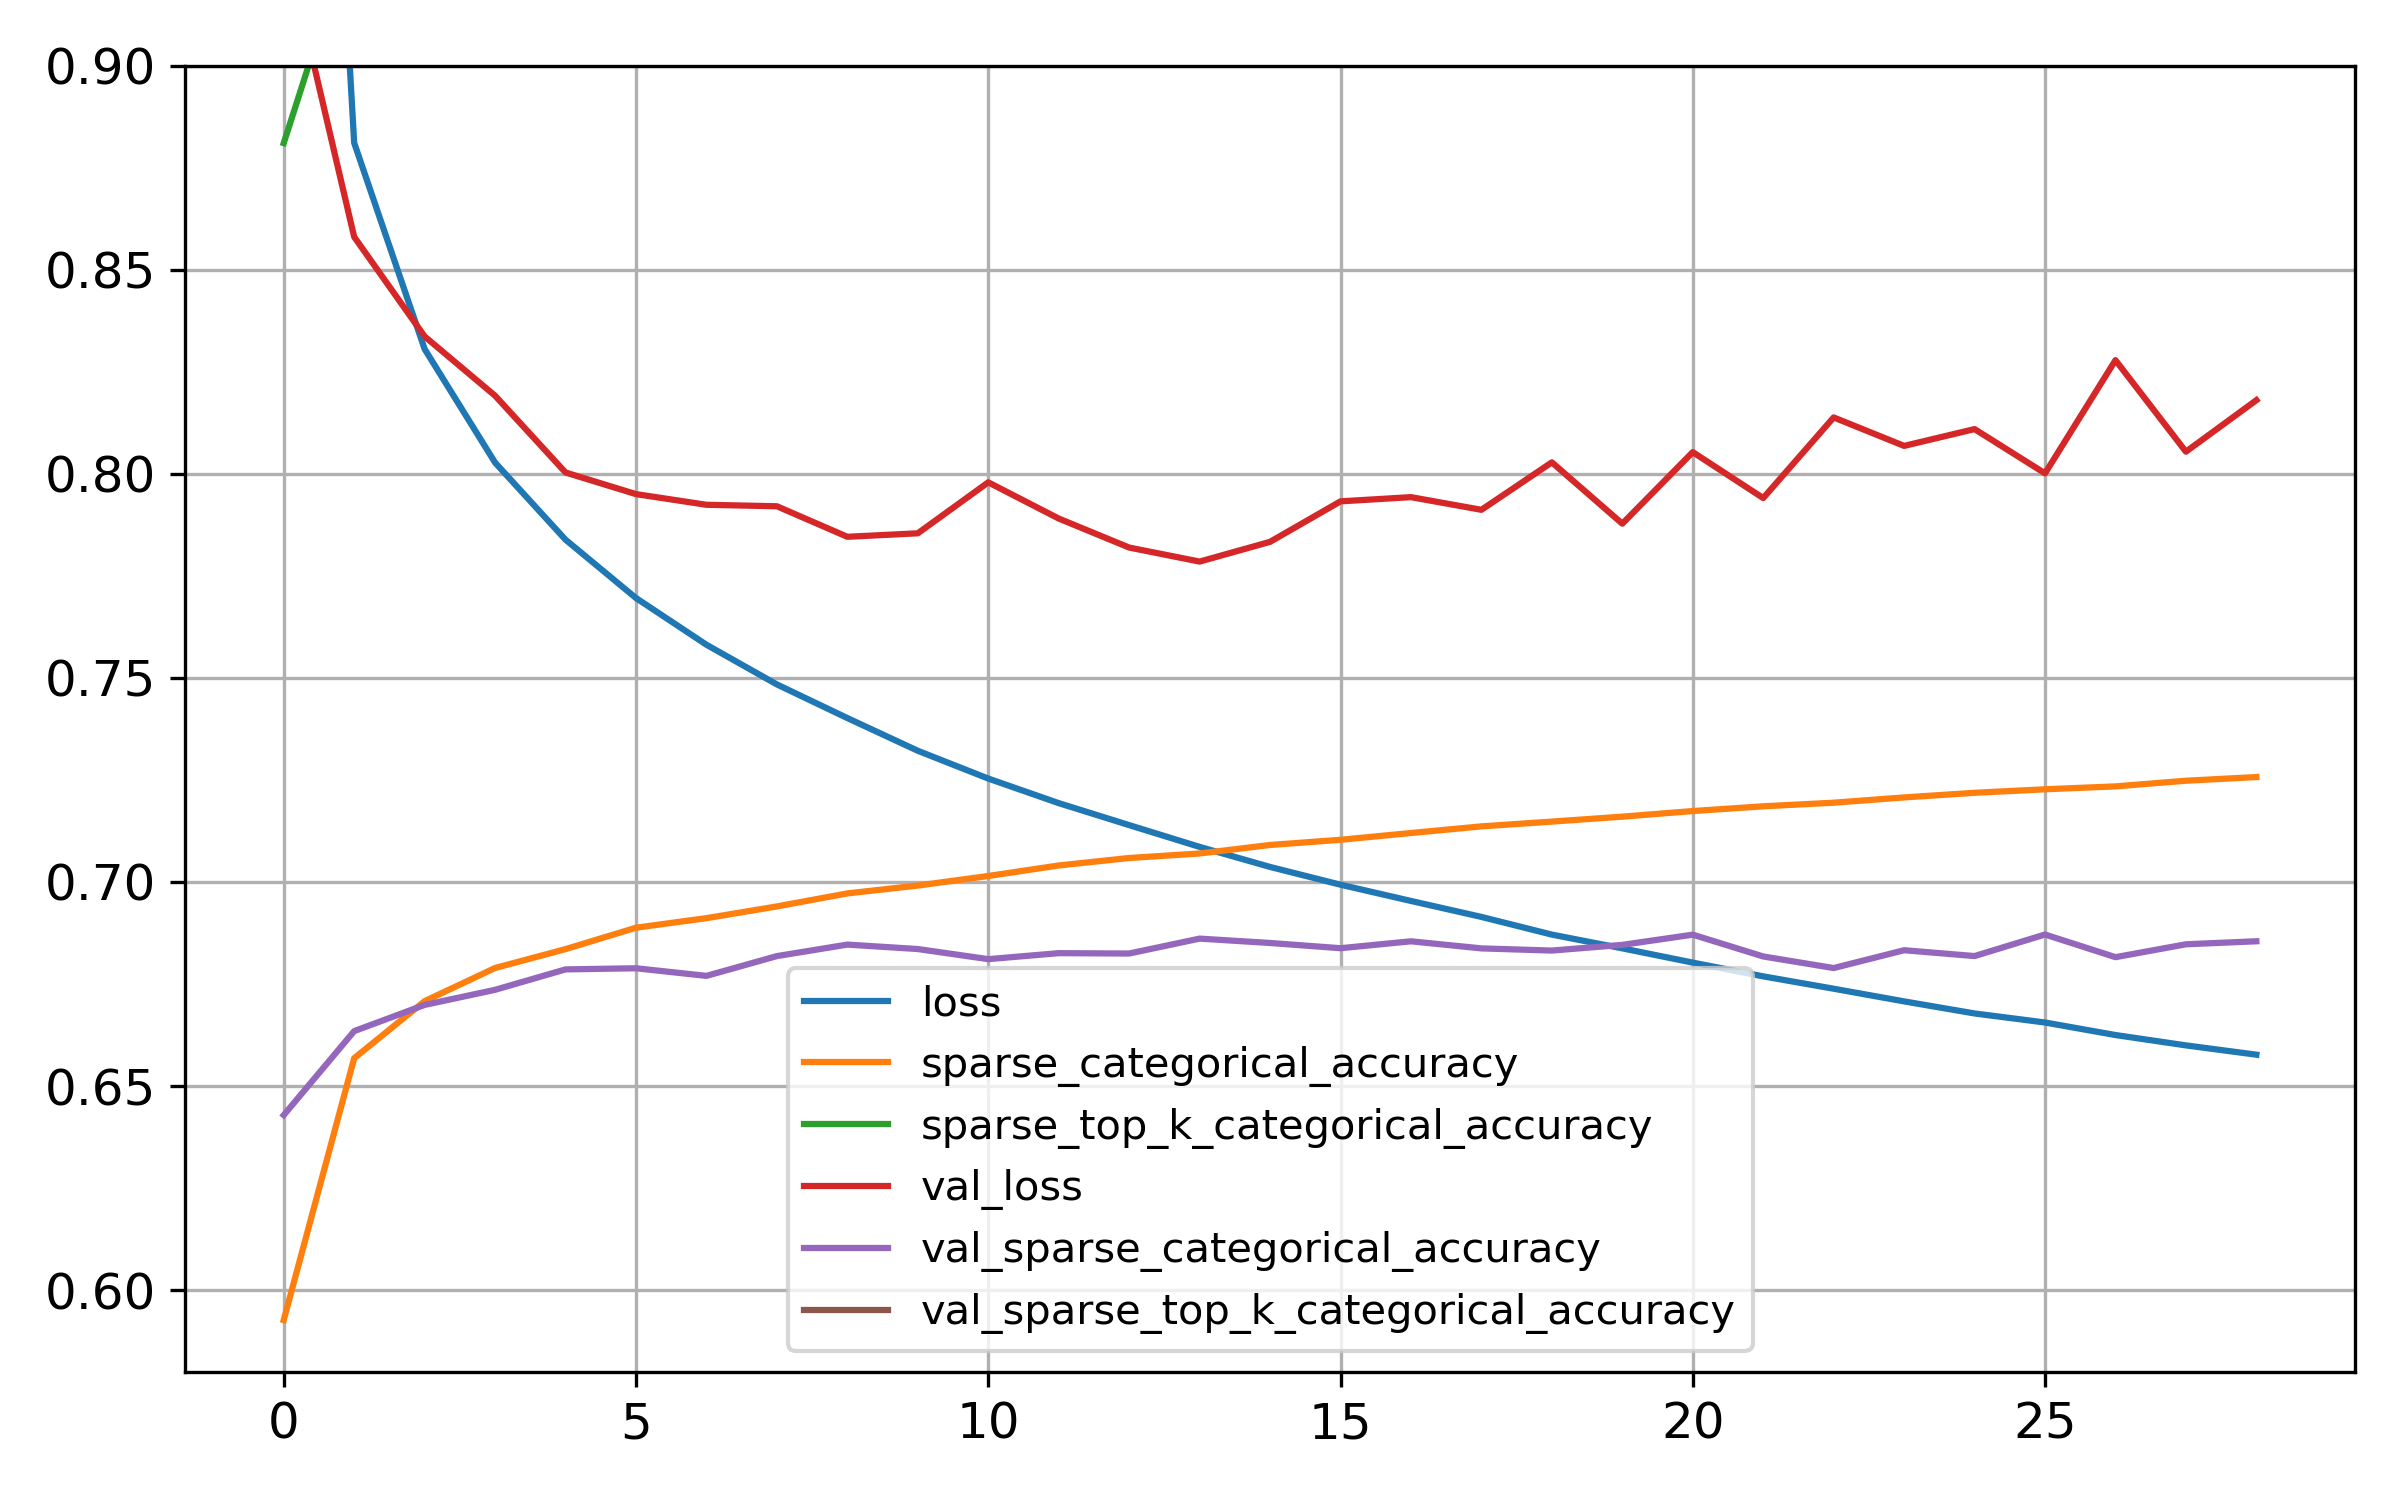 0.90
0.85
0.80
0.75
0.70
0.65
0.60
loss
sparse_categorical_accuracy
sparse_top_k_categorical_accuracy
val_loss
val_sparse_categorical_accuracy
val_sparse_top_k_categorical_accuracy
0 5 10 15 20 25